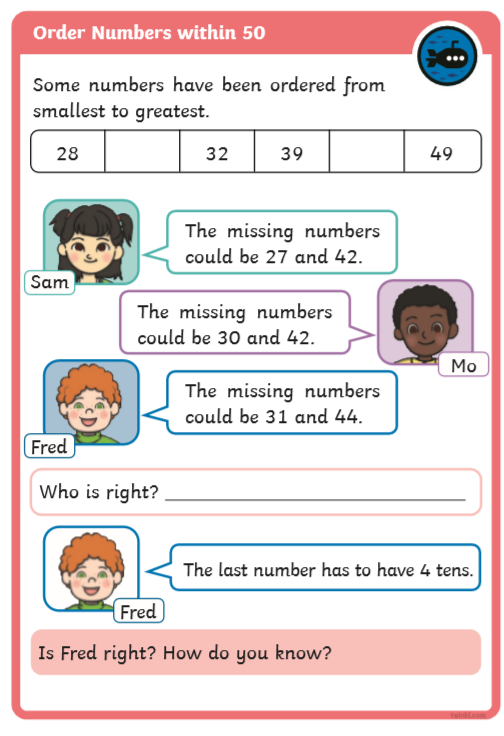 Order Numbers within 50
Some numbers have been ordered from
smallest to greatest.
28 32 39 49
The missing numbers
could be 27 and 42.
Sam
The missing numbers
could be 30 and 42.
Mo
The missing numbers
could be 31 and 44.
Fred
Who is right?
The last number has to have 4 tens.
Fred
Is Fred right? How do you know?
twinkl.com